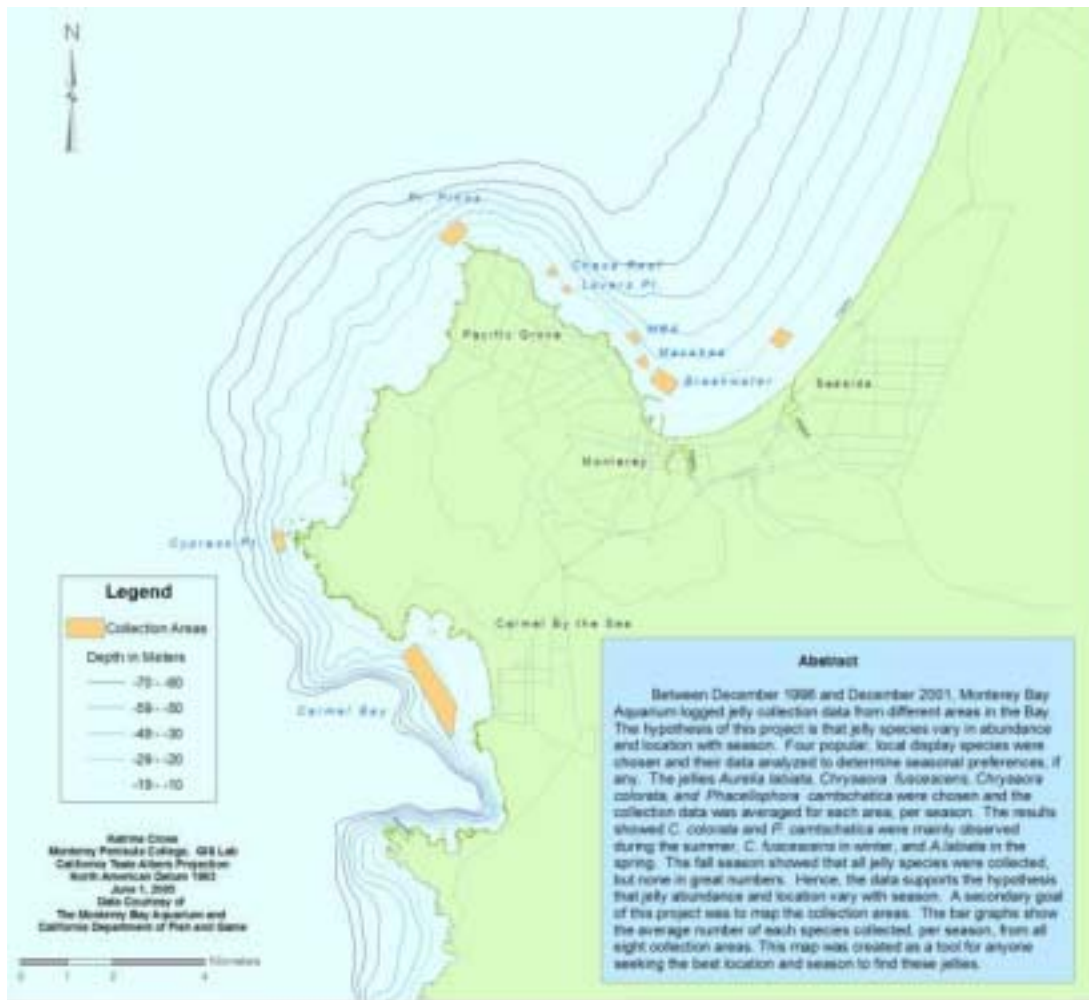 N
Pt. Pinos
Chase Reef
Lovers Pt.
Pacific Grove
MBA
Macabee
Breakwater
Seaside
Monterey
Cypress Pt.
Legend
Collection Areas
Depth in Meters
-70 - -60
-59 - -50
-49 - -30
-29 - -20
-19 - -10
Carmel By the Sea
Carmel Bay
Abstract
Between December 1998 and December 2001, Monterey Bay
Aquarium logged jelly collection data from different areas in the Bay.
The hypothesis of this project is that jelly species vary in abundance
and location with season. Four popular, local display species were
chosen and their data analyzed to determine seasonal preferences, if
any. The jellies Aurelia labiata, Chrysaora fuscescens, Chrysaora
colorata, and Phacellophora camtschatica were chosen and the
collection data was averaged for each area, per season. The results
showed C. colorata and P. camtschatica were mainly observed
during the summer, C. fuscescens in winter, and A.labiata in the
spring. The fall season showed that all jelly species were collected,
but none in great numbers. Hence, the data supports the hypothesis
that jelly abundance and location vary with season. A secondary goal
of this project was to map the collection areas. The bar graphs show
the average number of each species collected, per season, from all
eight collection areas. This map was created as a tool for anyone
seeking the best location and season to find these jellies.
Katrina Cross
Monterey Peninsula College, GIS Lab
California Teale Albers Projection
North American Datum 1983
June 1, 2005
Data Courtesy of
The Monterey Bay Aquarium and
California Department of Fish and Game
0 1 2 4 Kilometers